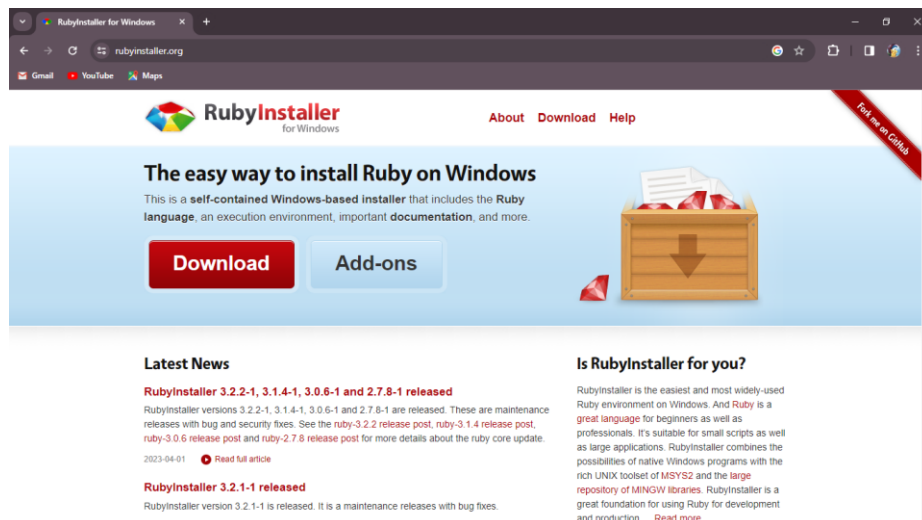 RubyInstaller for Windows
rubyinstaller.org
Gmail YouTube Maps
RubyInstaller
for Windows
About Download Help
Fork me on GitHub
The easy way to install Ruby on Windows
This is a self-contained Windows-based installer that includes the Ruby
language, an execution environment, important documentation, and more.
Download Add-ons
Latest News
RubyInstaller 3.2.2-1, 3.1.4-1, 3.0.6-1 and 2.7.8-1 released
RubyInstaller versions 3.2.2-1, 3.1.4-1, 3.0.6-1 and 2.7.8-1 are released. These are maintenance
releases with bug and security fixes. See the ruby-3.2.2 release post, ruby-3.1.4 release post,
ruby-3.0.6 release post and ruby-2.7.8 release post for more details about the ruby core update.
2023-04-01 Read full article
RubyInstaller 3.2.1-1 released
RubyInstaller version 3.2.1-1 is released. It is a maintenance releases with bug fixes.
Is RubyInstaller for you?
RubyInstaller is the easiest and most widely-used
Ruby environment on Windows. And Ruby is a
great language for beginners as well as
professionals. It's suitable for small scripts as well
as large applications. RubyInstaller combines the
possibilities of native Windows programs with the
rich UNIX toolset of MSYS2 and the large
repository of MINGW libraries. RubyInstaller is a
great foundation for using Ruby for development
and production. ... Read more